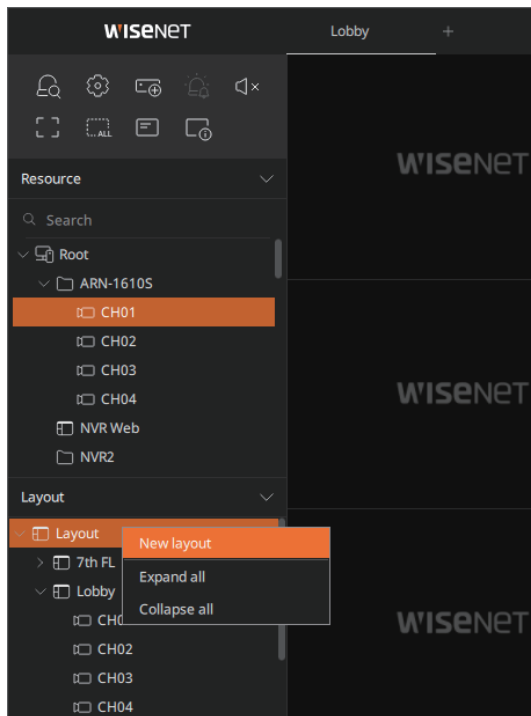 WISENET
Lobby +
ALL
Resource
Search
Root
ARN-1610S
CH01
CH02
CH03
CH04
NVR Web
NVR2
Layout
Layout
New layout
7th FL
Expand all
Lobby
Collapse all
CH02
CH03
CH04
WISENET
WISENET
WISENET